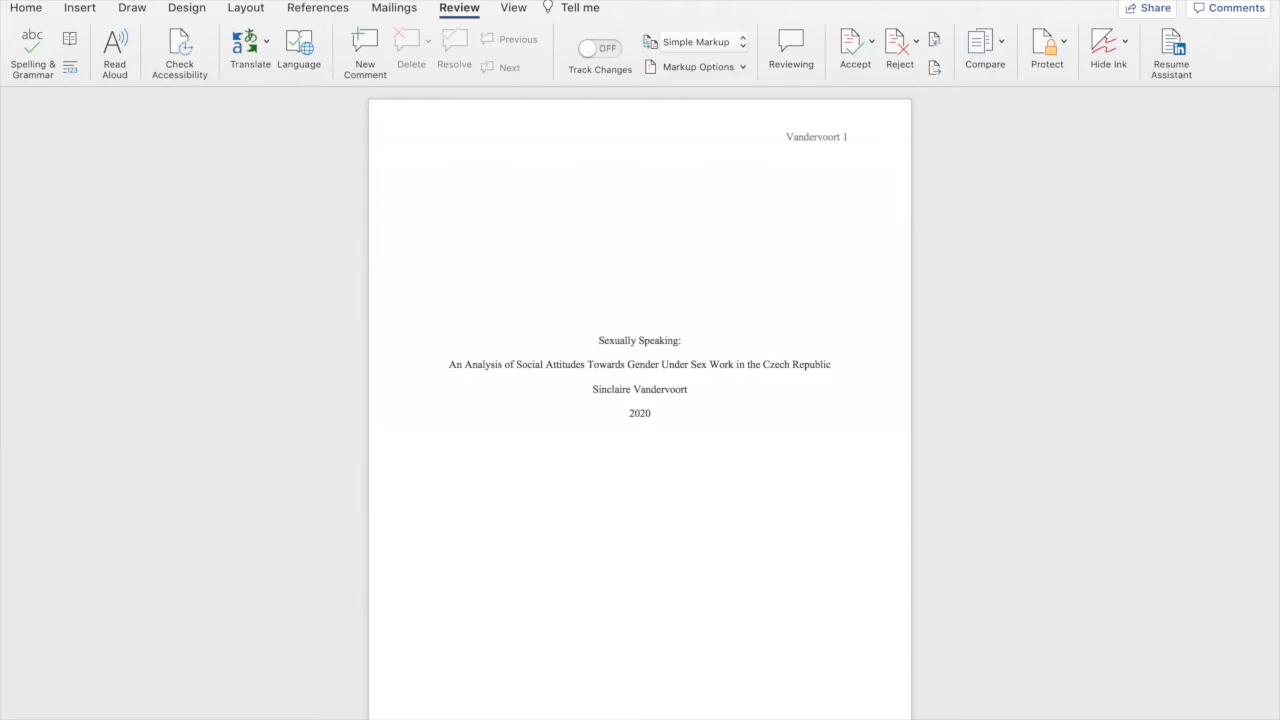 Home Insert Draw Design Layout References Mailings Review View Tell me Share Comments
abc
Spelling & Grammar
Read Aloud
Check Accessibility
Translate
Language
New Comment
Delete
Resolve
Previous
Next
OFF
Track Changes
Simple Markup
Markup Options
Reviewing
Accept
Reject
Compare
Protect
Hide Ink
in
Resume Assistant
Vandervoort 1
Sexually Speaking:
An Analysis of Social Attitudes Towards Gender Under Sex Work in the Czech Republic
Sinclaire Vandervoort
2020